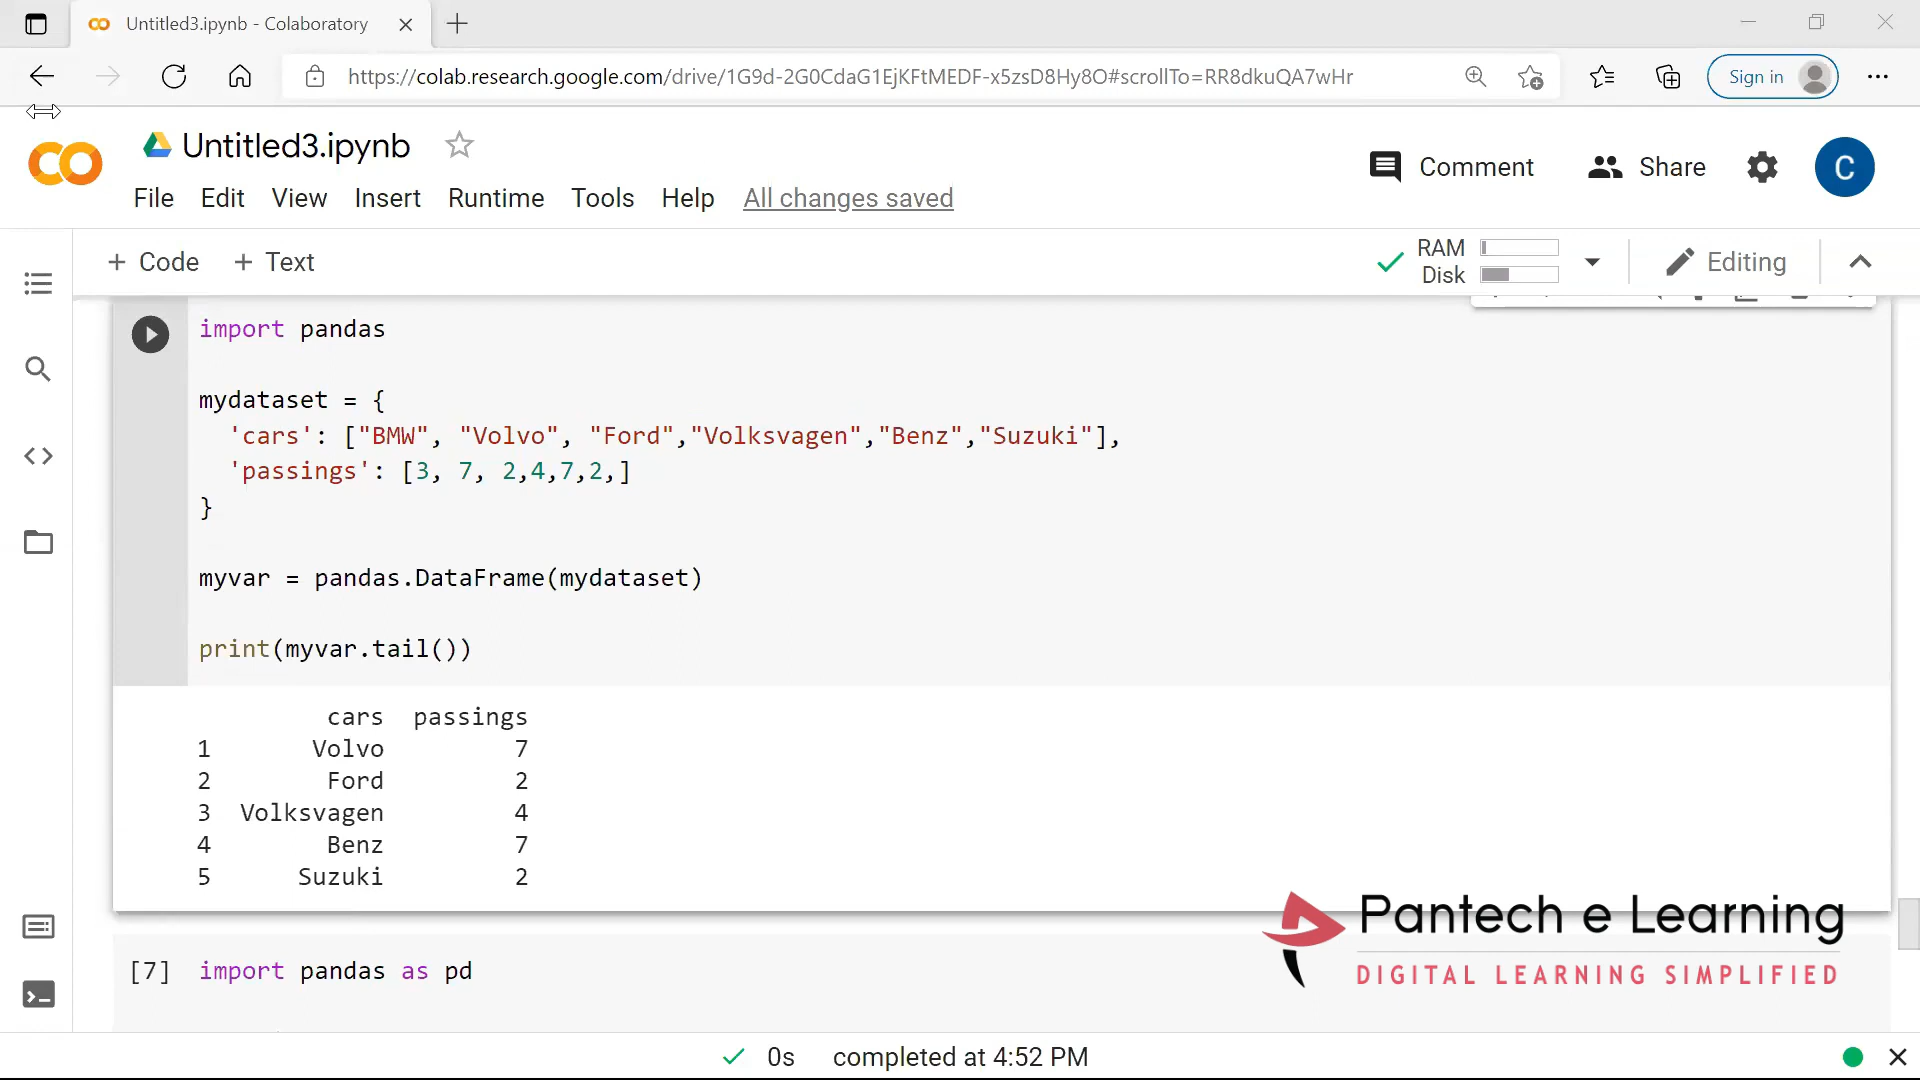 Untitled3.ipynb - Colaboratory
https://colab.research.google.com/drive/1G9d-2G0CdaG1EjKFtMEDF-x5zsD8Hy8O#scrollTo=RR8dkuQA7wHr
Sign in
Untitled3.ipynb
Comment
Share
C
File Edit View Insert Runtime Tools Help All changes saved
+ Code + Text
RAM
Disk
Editing
import pandas
mydataset = {
'cars': ["BMW", "Volvo", "Ford","Volksvagen","Benz","Suzuki"],
'passings': [3, 7, 2,4,7,2,]
}
myvar = pandas.DataFrame(mydataset)
print(myvar.tail())
cars passings
1 Volvo 7
2 Ford 2
3 Volksvagen 4
4 Benz 7
5 Suzuki 2
Pantech e Learning
DIGITAL LEARNING SIMPLIFIED
[7] import pandas as pd
0s completed at 4:52 PM